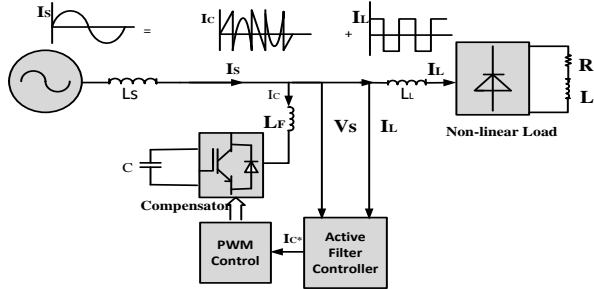 Is = Ic + IL
Is
IL
Ls
Ic
LL
R
L
LF
Vs
IL
Non-linear Load
C
Compensator
PWM
Control
Ic*
Active
Filter
Controller